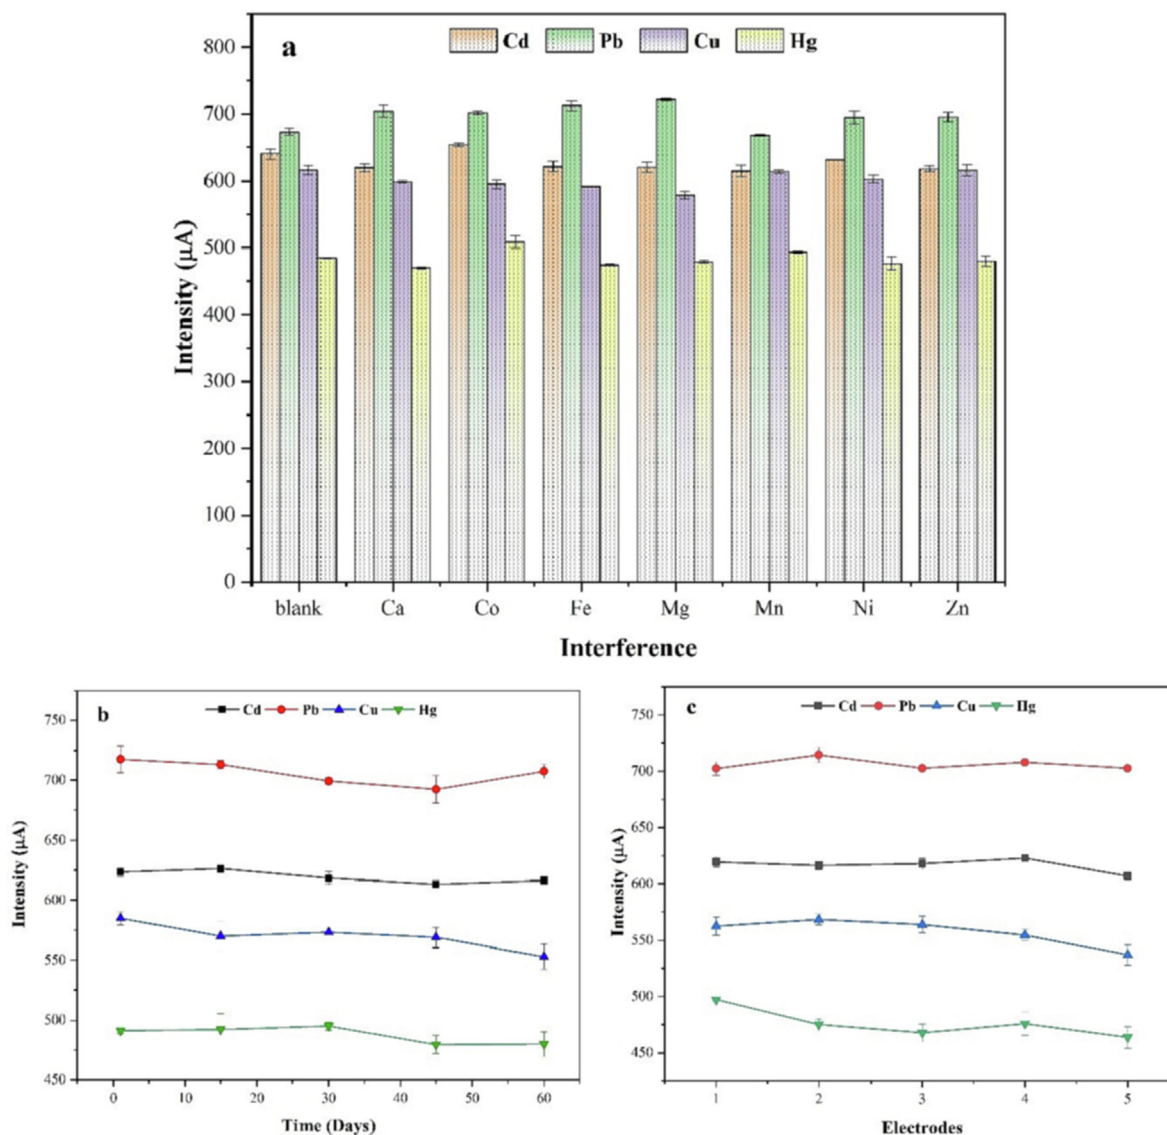 a
Cd Pb Cu Hg
800
700
600
500
400
300
200
100
0
Intensity (µA)
blank Ca Co Fe Mg Mn Ni Zn
Interference
b
Cd Pb Cu Hg
750
700
650
600
550
500
450
Intensity (µA)
0 10 20 30 40 50 60
Time (Days)
c
Cd Pb Cu Hg
750
700
650
600
550
500
450
Intensity (µA)
1 2 3 4 5
Electrodes